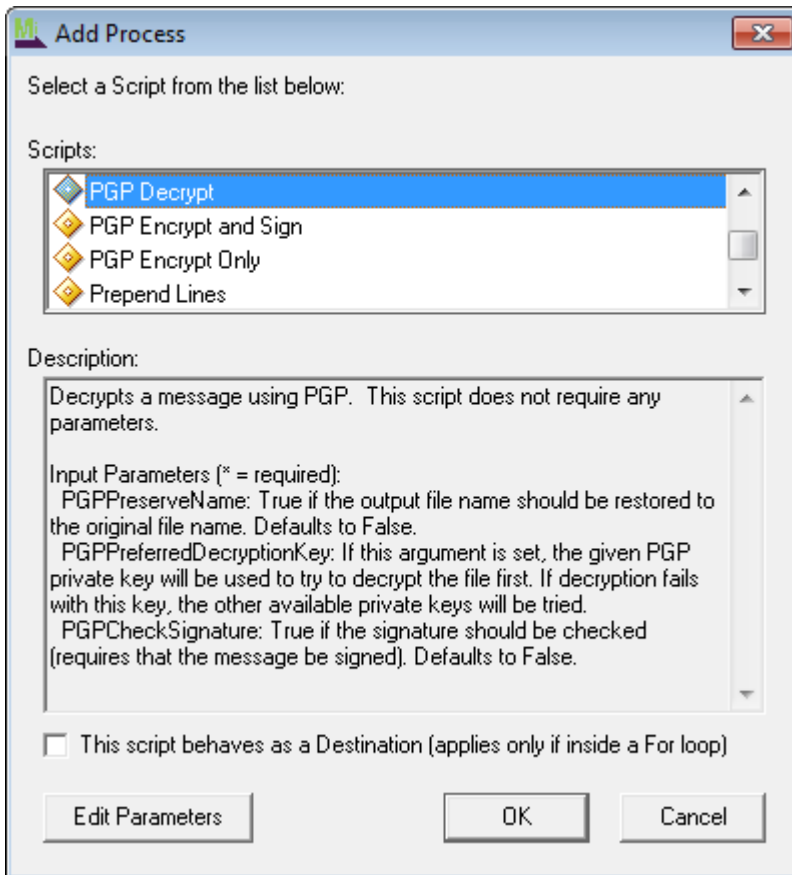 Add Process
Select a Script from the list below:
Scripts:
PGP Decrypt
PGP Encrypt and Sign
PGP Encrypt Only
Prepend Lines
Description:
Decrypts a message using PGP.  This script does not require any
parameters.
Input Parameters (* = required):
PGPPreserveName: True if the output file name should be restored to
the original file name. Defaults to False.
PGPPreferredDecryptionKey: If this argument is set, the given PGP
private key will be used to try to decrypt the file first. If decryption fails
with this key, the other available private keys will be tried.
PGPCheckSignature: True if the signature should be checked
(requires that the message be signed). Defaults to False.
This script behaves as a Destination (applies only if inside a For loop)
Edit Parameters
OK
Cancel